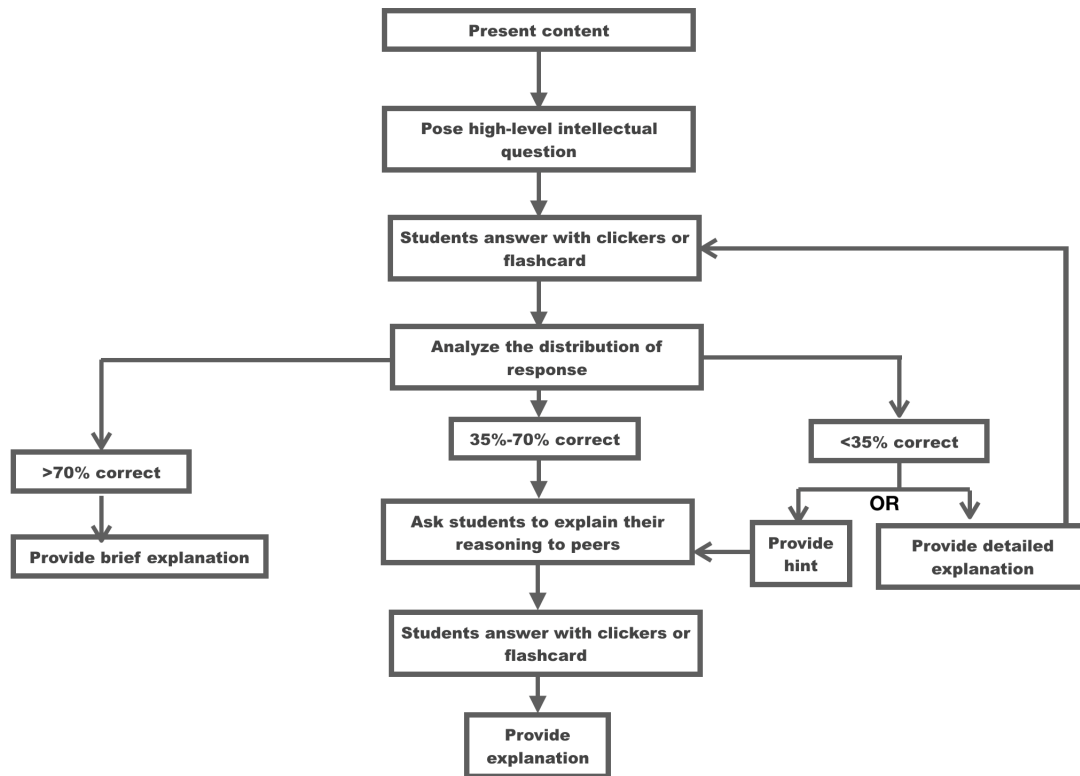 Present content
Pose high-level intellectual
question
Students answer with clickers or
flashcard
Analyze the distribution of
response
>70% correct
35%-70% correct
<35% correct
OR
Provide brief explanation
Ask students to explain their
reasoning to peers
Provide
hint
Provide detailed
explanation
Students answer with clickers or
flashcard
Provide
explanation